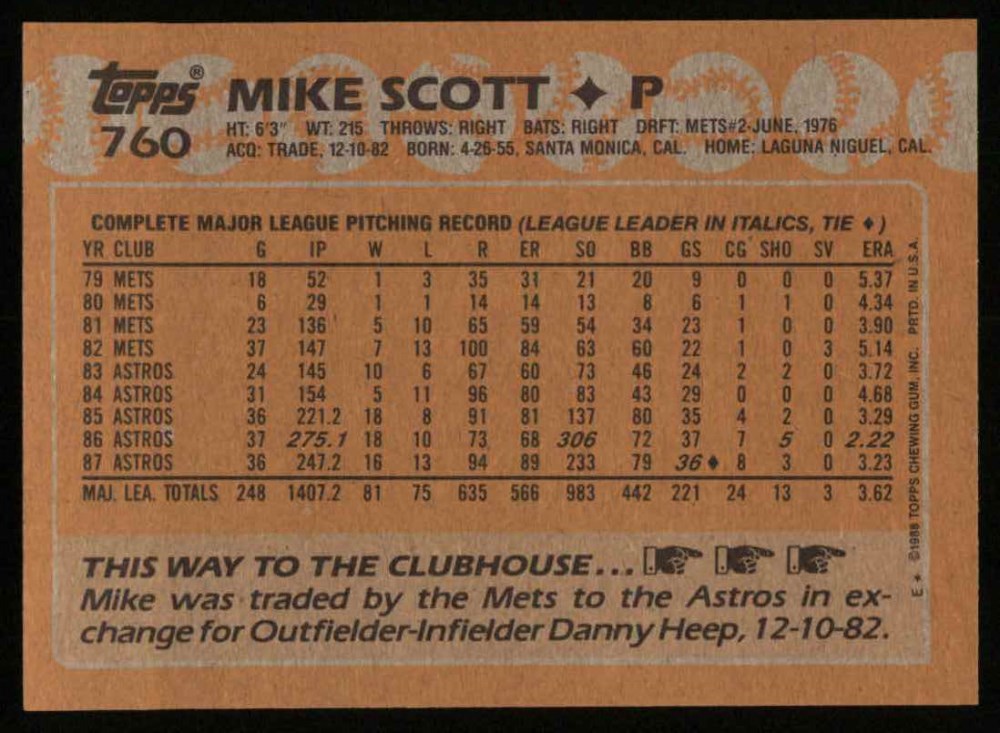 topps® MIKE SCOTT ✦ P
760
HT: 6'3" WT: 215 THROWS: RIGHT BATS: RIGHT DRFT: METS#2-JUNE, 1976
ACQ: TRADE, 12-10-82 BORN: 4-26-55, SANTA MONICA, CAL. HOME: LAGUNA NIGUEL, CAL.
COMPLETE MAJOR LEAGUE PITCHING RECORD (LEAGUE LEADER IN ITALICS, TIE ♦)
YR CLUB G IP W L R ER SO BB GS CG SHO SV ERA
79 METS 18 52 1 3 35 31 21 20 9 0 0 0 5.37
80 METS 6 29 1 1 14 14 13 8 6 1 1 0 4.34
81 METS 23 136 5 10 65 59 54 34 23 1 0 0 3.90
82 METS 37 147 7 13 100 84 63 60 22 1 0 3 5.14
83 ASTROS 24 145 10 6 67 60 73 46 24 2 2 0 3.72
84 ASTROS 31 154 5 11 96 80 83 43 29 0 0 0 4.68
85 ASTROS 36 221.2 18 8 91 81 137 80 35 4 2 0 3.29
86 ASTROS 37 275.1 18 10 73 68 306 72 37 7 5 0 2.22
87 ASTROS 36 247.2 16 13 94 89 233 79 36♦ 8 3 0 3.23
MAJ. LEA. TOTALS 248 1407.2 81 75 635 566 983 442 221 24 13 3 3.62
THIS WAY TO THE CLUBHOUSE...
Mike was traded by the Mets to the Astros in ex-
change for Outfielder-Infielder Danny Heep, 12-10-82.
E* ©1988 TOPPS CHEWING GUM, INC. PRTD. IN U.S.A.